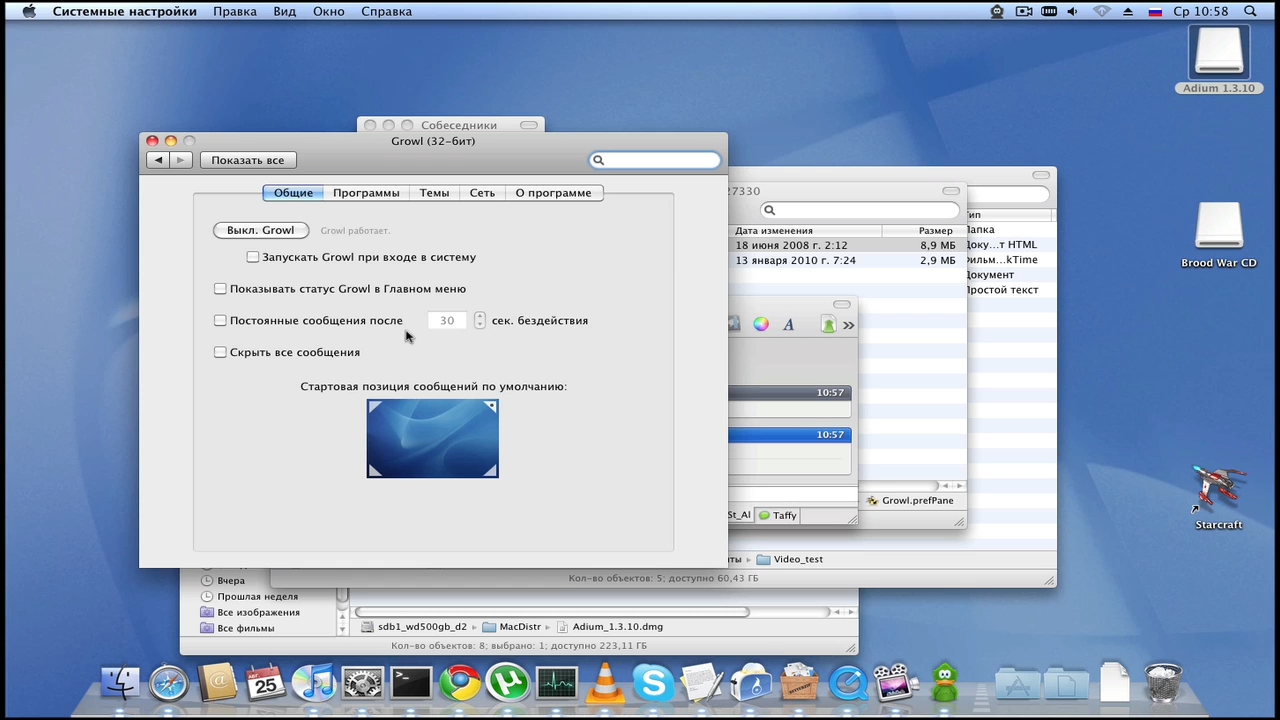 Системные настройки Правка Вид Окно Справка
Ср 10:58
Adium 1.3.10
Собеседники
Growl (32-бит)
Показать все
Общие Программы Темы Сеть О программе
Выкл. Growl Growl работает.
Запускать Growl при входе в систему
Показывать статус Growl в Главном меню
Постоянные сообщения после 30 сек. бездействия
Скрыть все сообщения
Стартовая позиция сообщений по умолчанию:
27330
Дата изменения Размер
18 июня 2008 г. 2:12 8,9 МБ
13 января 2010 г. 7:24 2,9 МБ
Тип
Папка
Доку...т HTML
Фильм...kTime
Документ
Простой текст
10:57
10:57
St_Al Taffy
Growl.prefPane
Video_test
Кол-во объектов: 5; доступно 60,43 ГБ
Вчера
Прошлая неделя
Все изображения
Все фильмы
sdb1_wd500gb_d2 MacDistr Adium_1.3.10.dmg
Кол-во объектов: 8; выбрано: 1; доступно 223,11 ГБ
Brood War CD
Starcraft
25